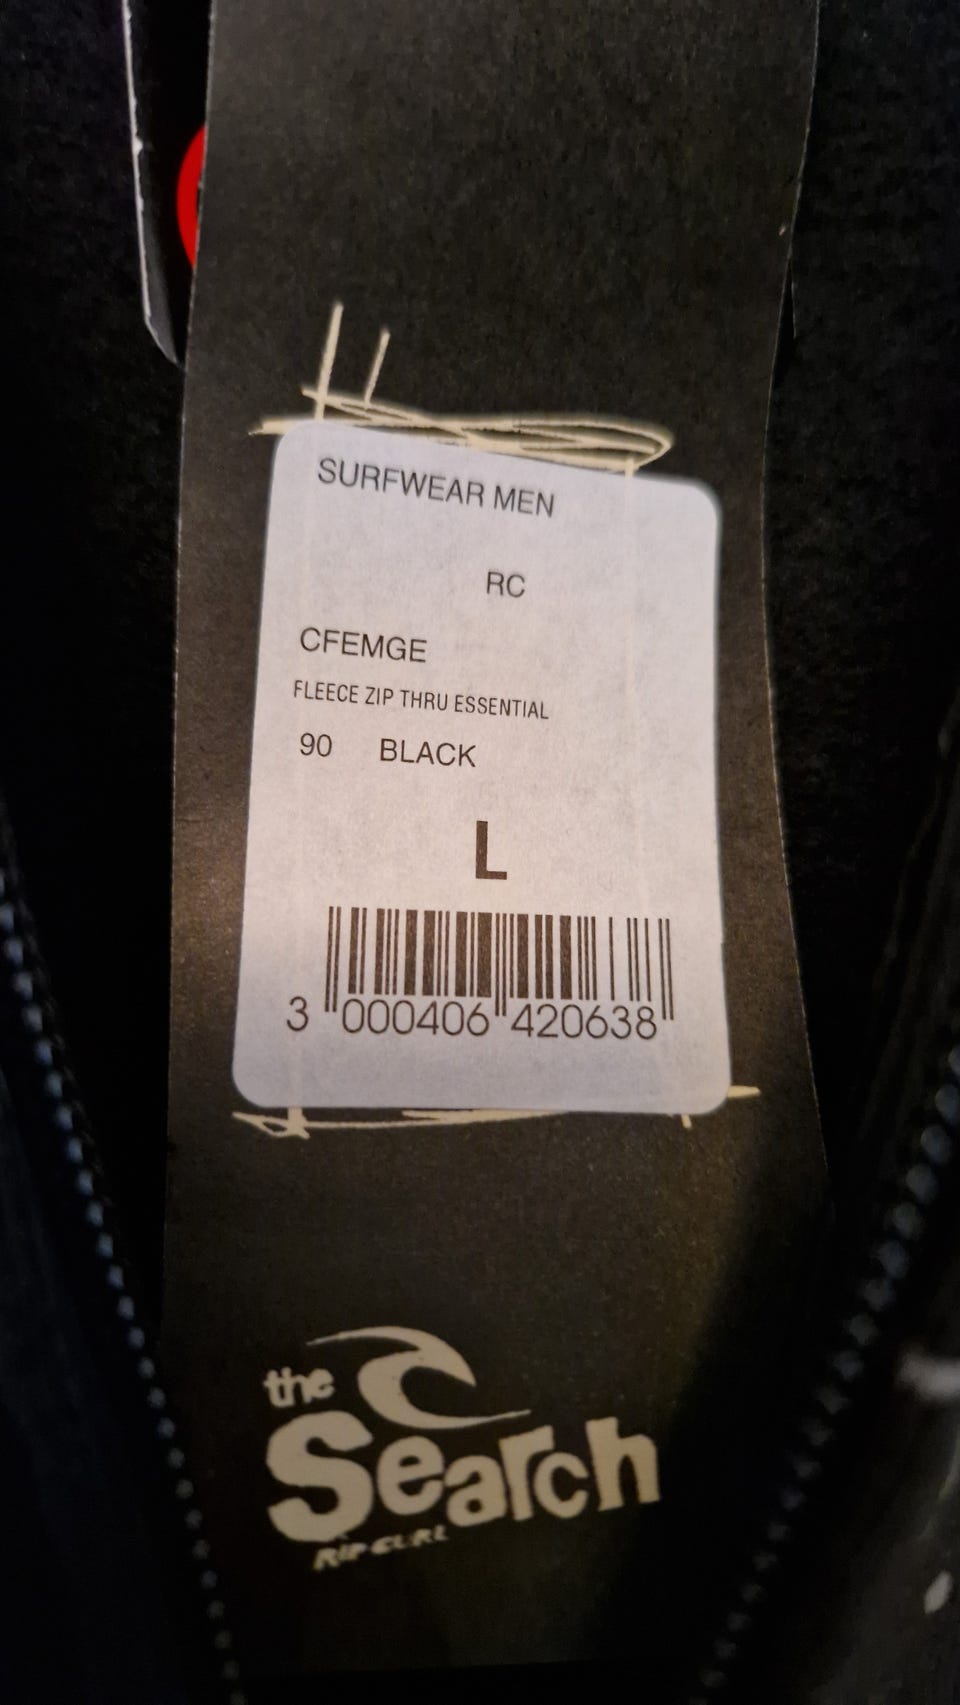 SURFWEAR MEN
RC
CFEMGE
FLEECE ZIP THRU ESSENTIAL
90 BLACK
L
3 000406 420638
the
Search
RIP CURL